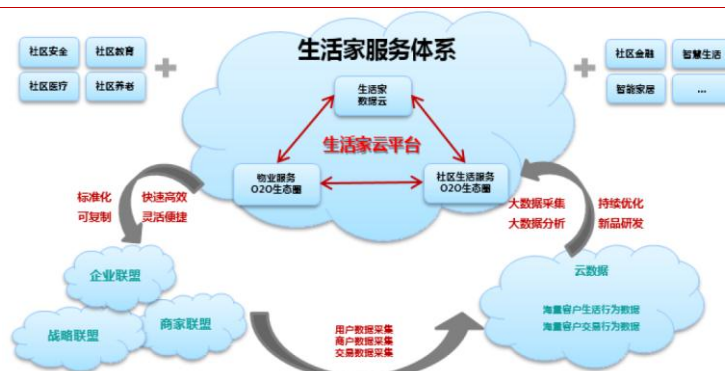 生活家服务体系
社区安全
社区教育
社区医疗
社区养老
社区金融
智慧生活
智能家居
...
生活家
数据云
生活家云平台
物业服务
O2O生态圈
社区生活服务
O2O生态圈
标准化
快速高效
可复制
灵活便捷
大数据采集
持续优化
大数据分析
新品研发
企业联盟
战略联盟
商家联盟
用户数据采集
商户数据采集
交易数据采集
云数据
海量客户生活行为数据
海量客户交易行为数据